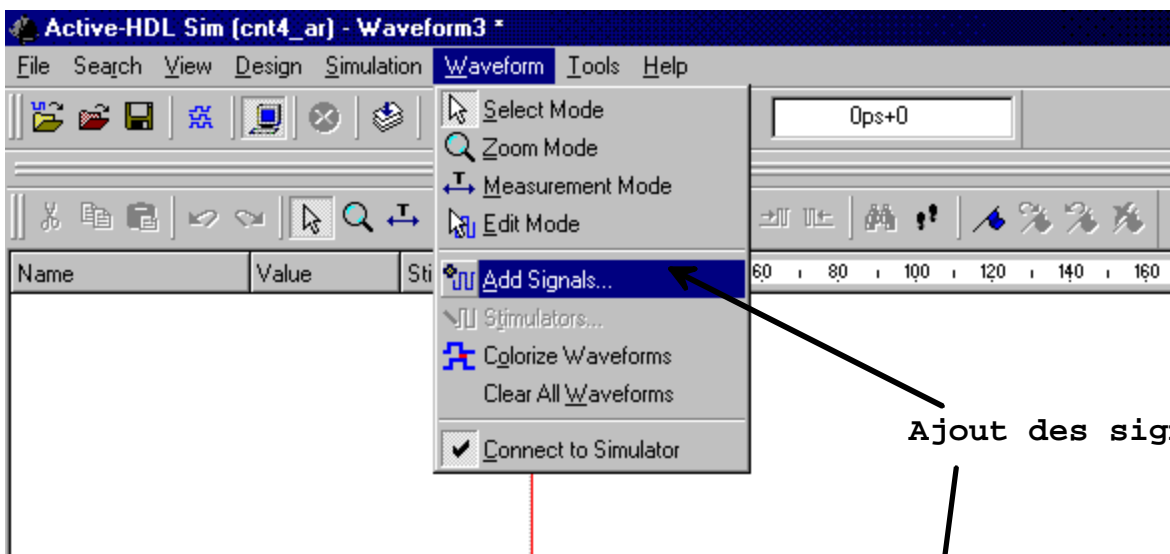 Active-HDL Sim (cnt4_ar) - Waveform3 *
File Search View Design Simulation Waveform Tools Help
Select Mode
0ps+0
Zoom Mode
Measurement Mode
Edit Mode
Name Value Sti 60 80 100 120 140 160
Add Signals...
Stimulators...
Colorize Waveforms
Clear All Waveforms
Ajout des sig
Connect to Simulator